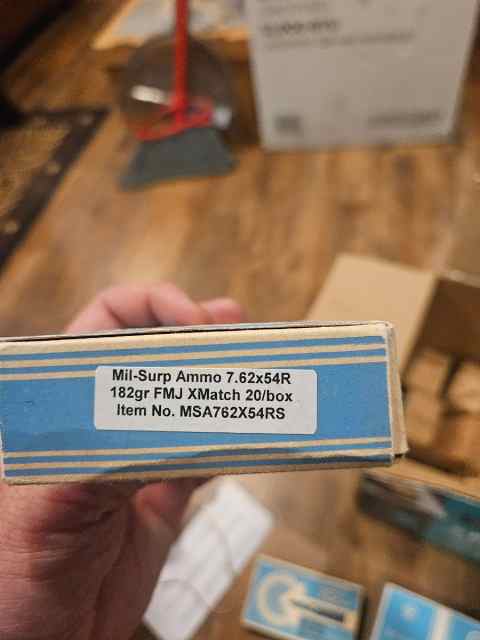 Mil-Surp Ammo 7.62x54R
182gr FMJ XMatch 20/box
Item No. MSA762X54RS